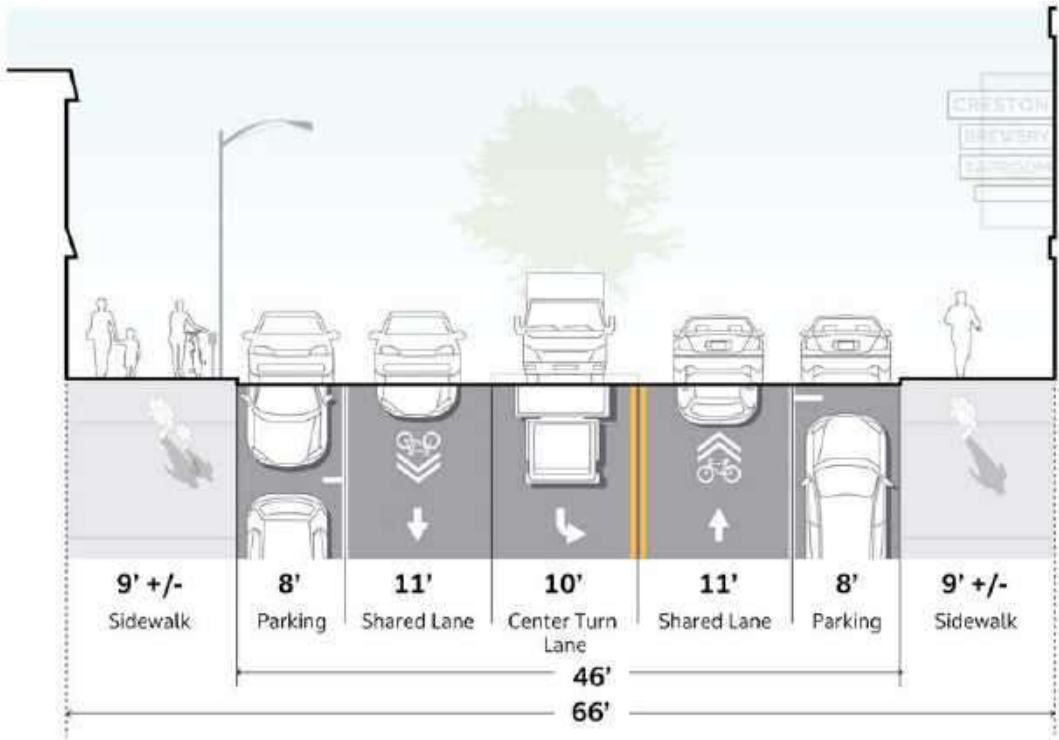 CRESTON
BREWERY
TAPROOM
9' +/-
Sidewalk
8'
Parking
11'
Shared Lane
10'
Center Turn
Lane
11'
Shared Lane
8'
Parking
9' +/-
Sidewalk
46'
66'